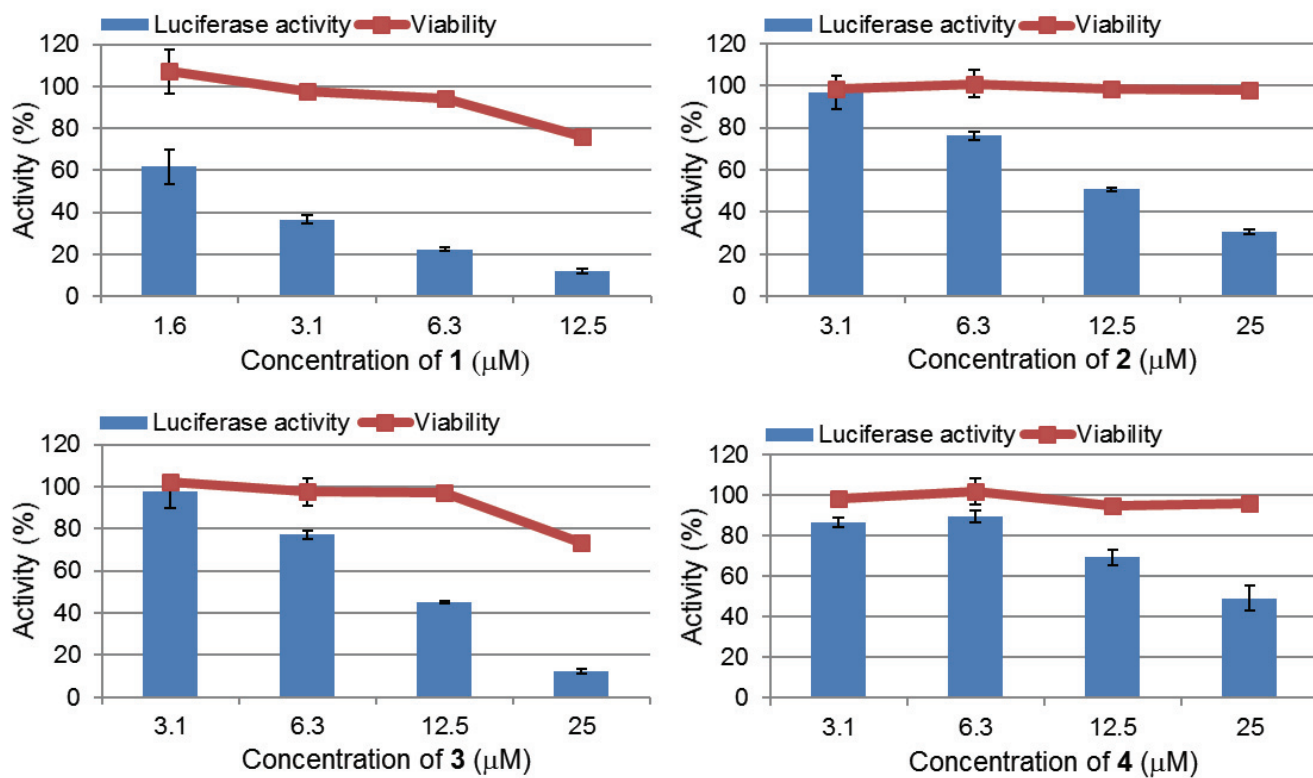 Luciferase activity Viability
120
100
80
60
40
20
0
Activity (%)
1.6 3.1 6.3 12.5
Concentration of 1 (μM)
Luciferase activity Viability
120
100
80
60
40
20
0
Activity (%)
3.1 6.3 12.5 25
Concentration of 2 (μM)
Luciferase activity Viability
120
100
80
60
40
20
0
Activity (%)
3.1 6.3 12.5 25
Concentration of 3 (μM)
Luciferase activity Viability
120
100
80
60
40
20
0
Activity (%)
3.1 6.3 12.5 25
Concentration of 4 (μM)